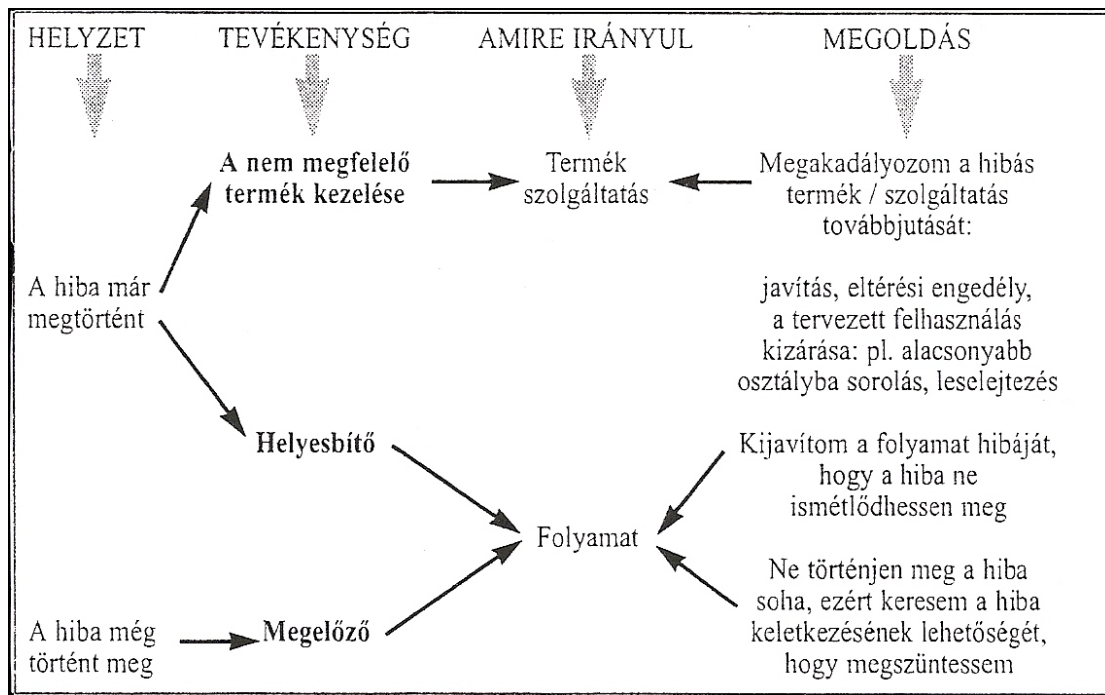 HELYZET TEVÉKENYSÉG AMIRE IRÁNYUL MEGOLDÁS
A nem megfelelő
termék kezelése
Termék
szolgáltatás
Megakadályozom a hibás
termék / szolgáltatás
továbbjutását:
A hiba már
megtörtént
javítás, eltérési engedély,
a tervezett felhasználás
kizárása: pl. alacsonyabb
osztályba sorolás, leselejtezés
Helyesbítő
Kijavítom a folyamat hibáját,
hogy a hiba ne
ismétlődhessen meg
Folyamat
A hiba még
történt meg
Megelőző
Ne történjen meg a hiba
soha, ezért keresem a hiba
keletkezésének lehetőségét,
hogy megszüntessem